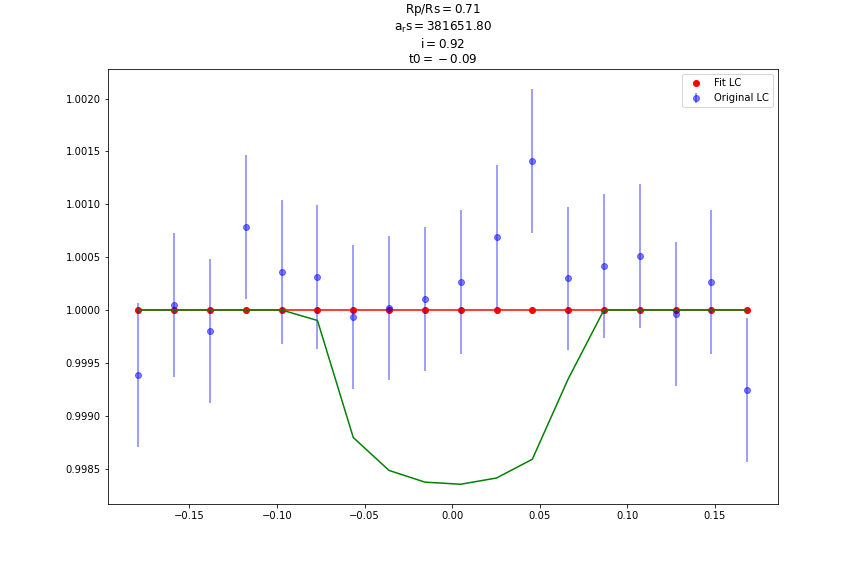 Rp/Rs = 0.71
aᵣs = 381651.80
i = 0.92
t0 = −0.09
Fit LC
Original LC
1.0020
1.0015
1.0010
1.0005
1.0000
0.9995
0.9990
0.9985
−0.15
−0.10
−0.05
0.00
0.05
0.10
0.15